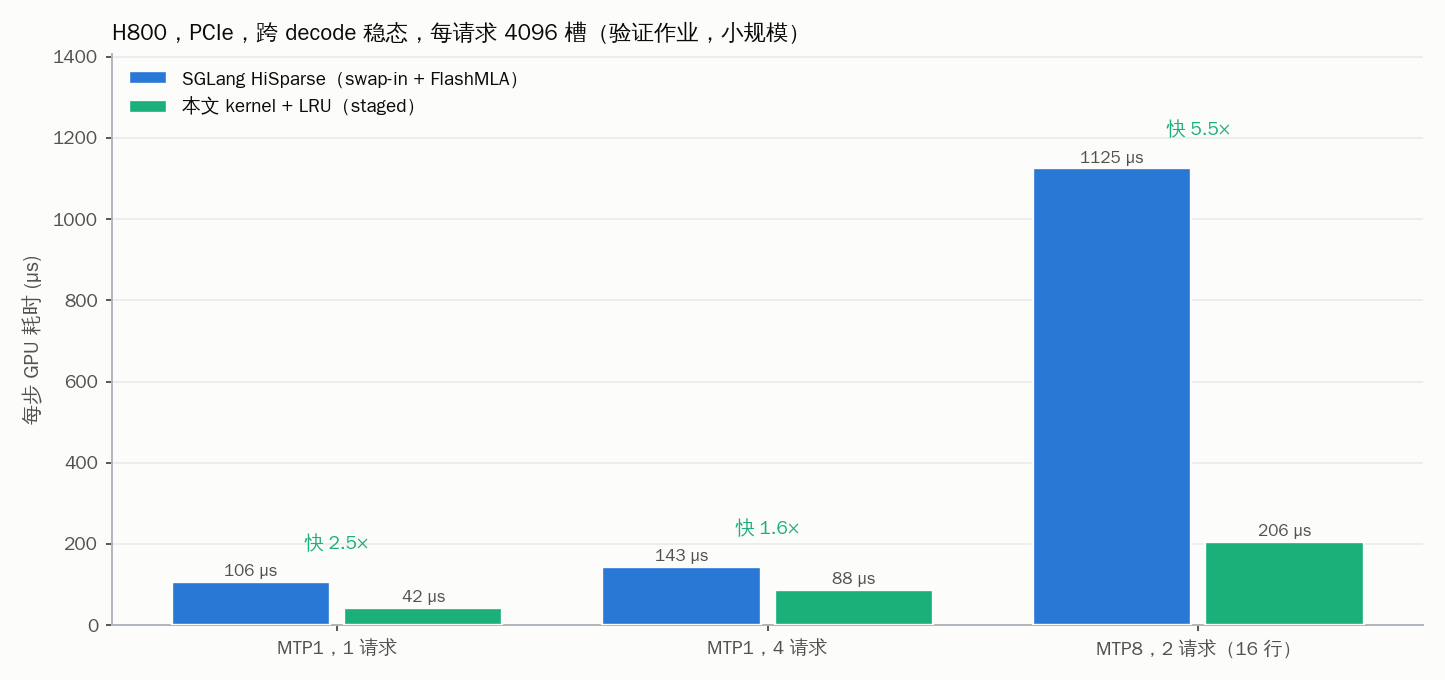 H800，PCIe，跨 decode 稳态，每请求 4096 槽（验证作业，小规模）
SGLang HiSparse（swap-in + FlashMLA）
本文 kernel + LRU（staged）
每步 GPU 耗时 (µs)
1400
1200
1000
800
600
400
200
0
快 2.5×
106 µs
42 µs
快 1.6×
143 µs
88 µs
快 5.5×
1125 µs
206 µs
MTP1，1 请求
MTP1，4 请求
MTP8，2 请求（16 行）